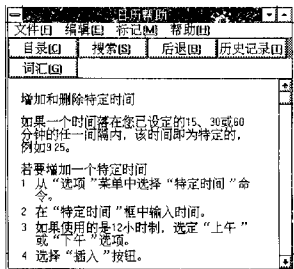 日历帮助
文件(F) 编辑(E) 标记(M) 帮助(H)
目录(C) 搜索(S) 后退(B) 历史记录(T)
词汇(G)
增加和删除特定时间
如果一个时间落在您已设定的15、30或60
分钟的任一间隔内，该时间即为特定的，
例如9:25。
若要增加一个特定时间
1 从“选项”菜单中选择“特定时间”命
令。
2 在“特定时间”框中输入时间。
3 如果使用的是12小时制，选定“上午”
或“下午”选项。
4 选择“插入”按钮。